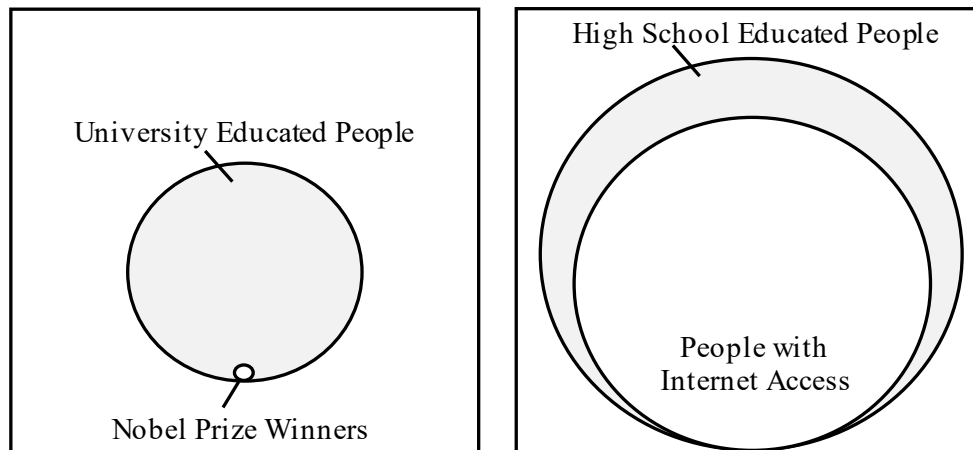 University Educated People
Nobel Prize Winners
High School Educated People
People with
Internet Access